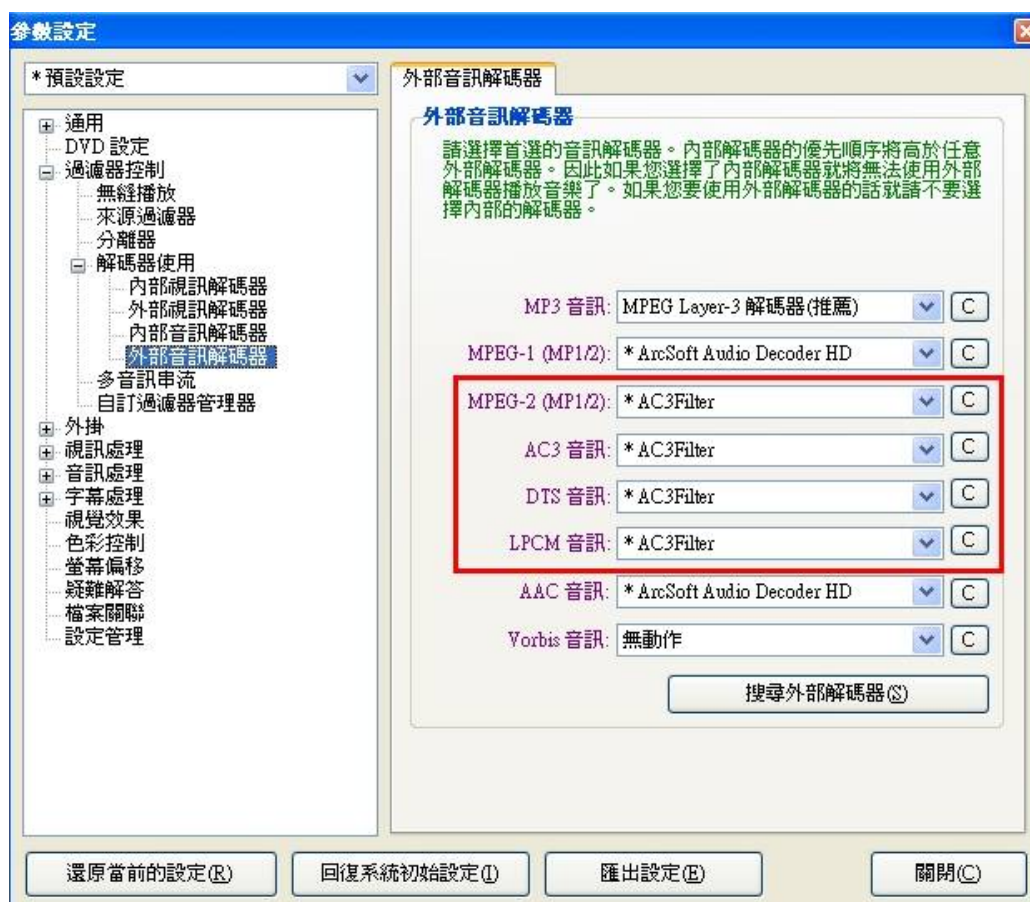 參數設定
*預設設定
通用
DVD 設定
過濾器控制
無縫播放
來源過濾器
分離器
解碼器使用
內部視訊解碼器
外部視訊解碼器
內部音訊解碼器
外部音訊解碼器
多音訊串流
自訂過濾器管理器
外掛
視訊處理
音訊處理
字幕處理
視覺效果
色彩控制
螢幕偏移
疑難解答
檔案關聯
設定管理
外部音訊解碼器
外部音訊解碼器
請選擇首選的音訊解碼器。內部解碼器的優先順序將高於任意
外部解碼器。因此如果您選擇了內部解碼器就將無法使用外部
解碼器播放音樂了。如果您要使用外部解碼器的話就請不要選
擇內部的解碼器。
MP3 音訊: MPEG Layer-3 解碼器(推薦) C
MPEG-1 (MP1/2): * ArcSoft Audio Decoder HD C
MPEG-2 (MP1/2): * AC3Filter C
AC3 音訊: * AC3Filter C
DTS 音訊: * AC3Filter C
LPCM 音訊: * AC3Filter C
AAC 音訊: * ArcSoft Audio Decoder HD C
Vorbis 音訊: 無動作 C
搜尋外部解碼器(S)
還原當前的設定(R) 回復系統初始設定(I) 匯出設定(E) 關閉(C)